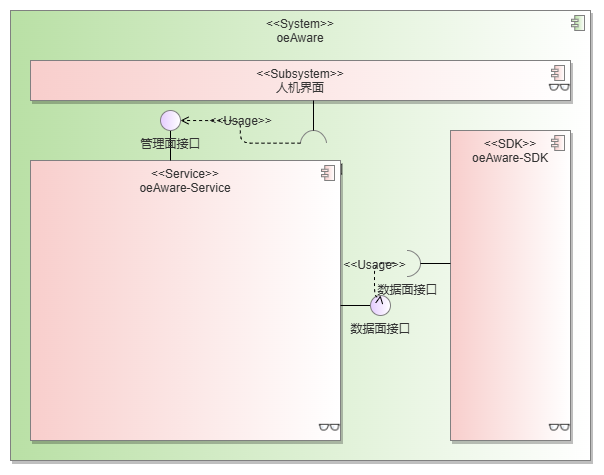 <<System>>
oeAware
<<Subsystem>>
人机界面
<<Usage>>
管理面接口
<<Service>>
oeAware-Service
<<SDK>>
oeAware-SDK
<<Usage>>
数据面接口
数据面接口